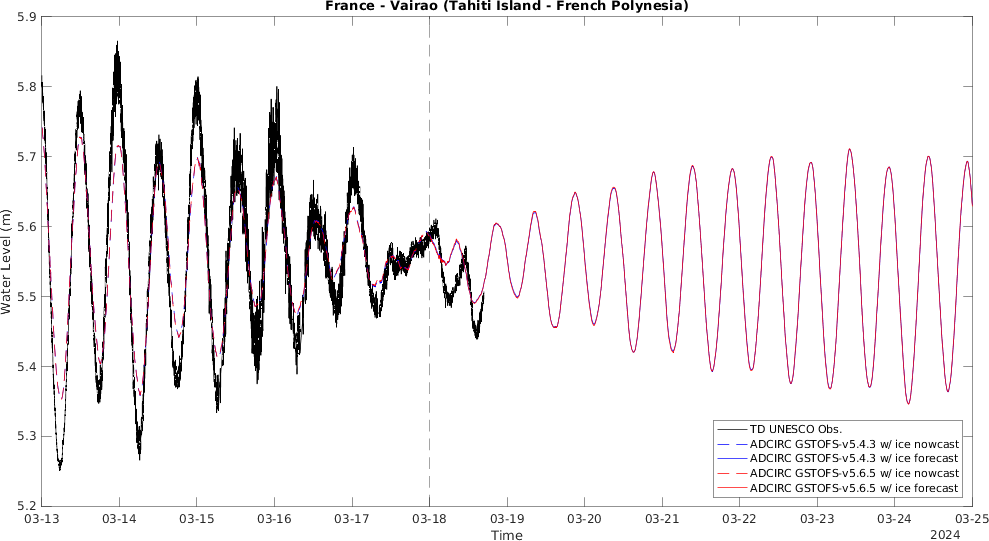 France - Vairao (Tahiti Island - French Polynesia)
5.9
5.8
5.7
5.6
5.5
5.4
5.3
5.2
Water Level (m)
TD UNESCO Obs.
ADCIRC GSTOFS-v5.4.3 w/ ice nowcast
ADCIRC GSTOFS-v5.4.3 w/ ice forecast
ADCIRC GSTOFS-v5.6.5 w/ ice nowcast
ADCIRC GSTOFS-v5.6.5 w/ ice forecast
03-13 03-14 03-15 03-16 03-17 03-18 03-19 03-20 03-21 03-22 03-23 03-24 03-25
Time
2024